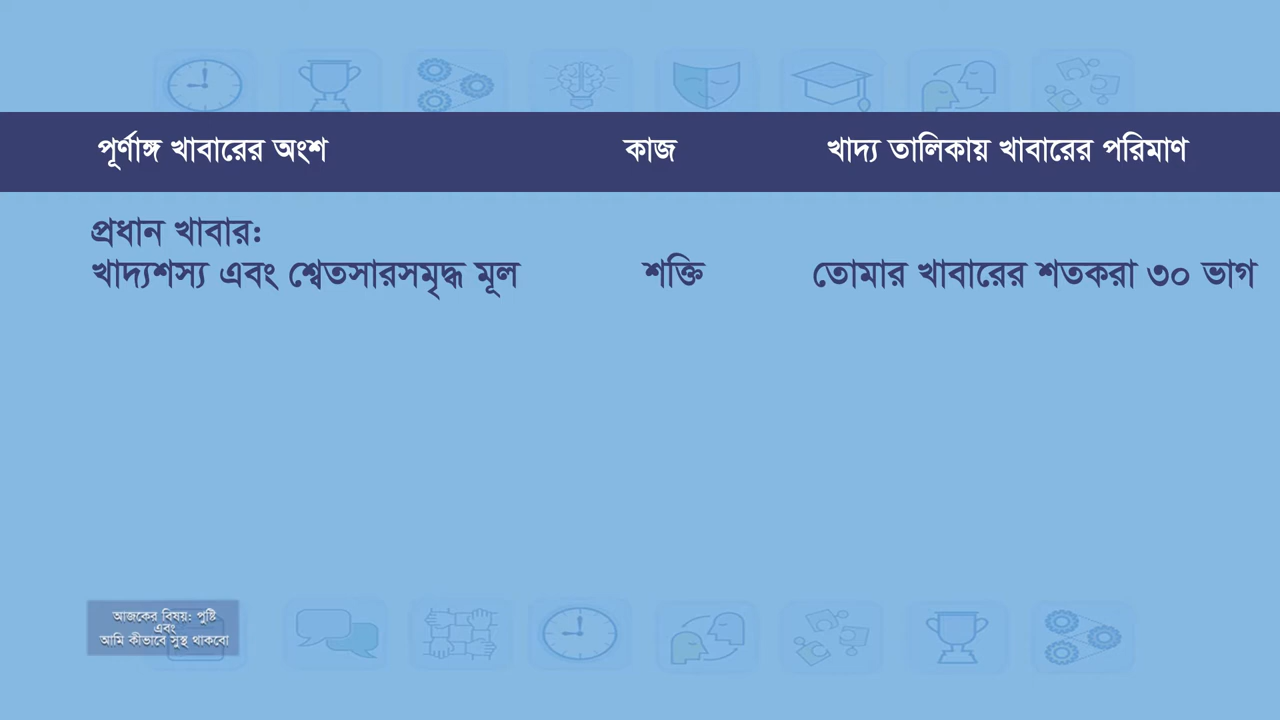 পূর্ণাঙ্গ খাবারের অংশ কাজ খাদ্য তালিকায় খাবারের পরিমাণ
প্রধান খাবার:
খাদ্যশস্য এবং শ্বেতসারসমৃদ্ধ মূল শক্তি তোমার খাবারের শতকরা ৩০ ভাগ
আজকের বিষয়: পুষ্টি
এবং
আমি কীভাবে সুস্থ থাকবো